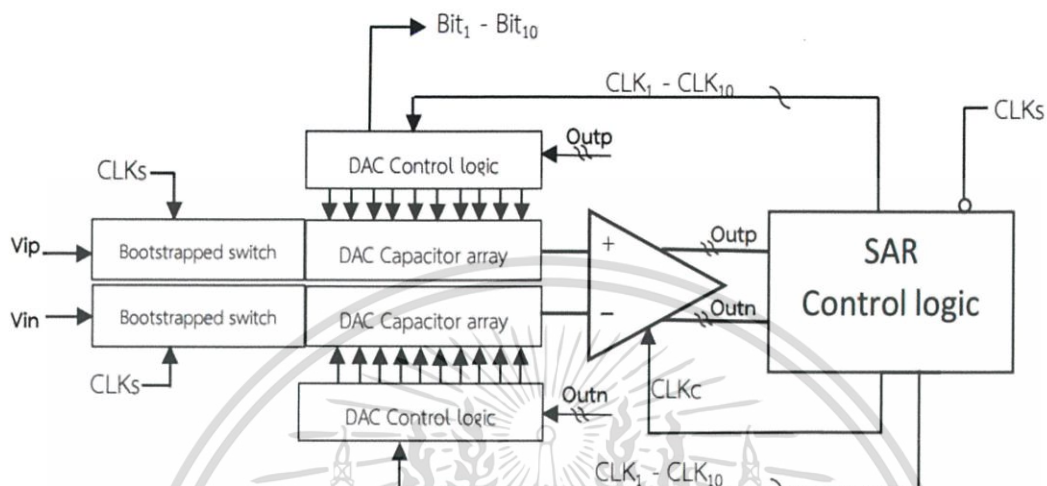 Bit₁ - Bit₁₀
CLK₁ - CLK₁₀
CLKs
Outp
DAC Control logic
CLKs
Vip
Bootstrapped switch
DAC Capacitor array
+
Outp
SAR
Control logic
Vin
Bootstrapped switch
DAC Capacitor array
−
Outn
CLKs
CLKc
DAC Control logic
Outn
CLK₁ - CLK₁₀